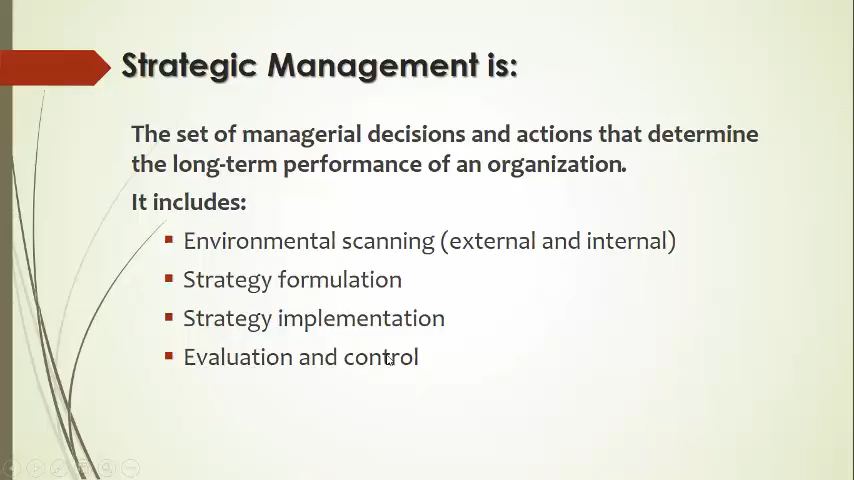 Strategic Management is:
The set of managerial decisions and actions that determine
the long-term performance of an organization.
It includes:
Environmental scanning (external and internal)
Strategy formulation
Strategy implementation
Evaluation and control